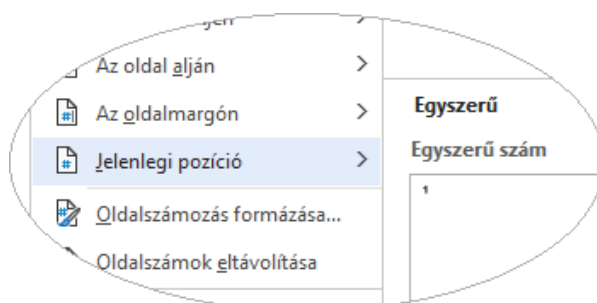 Az oldal alján
Az oldalmargón
Jelenlegi pozíció
Oldalszámozás formázása...
Oldalszámok eltávolítása
Egyszerű
Egyszerű szám
1